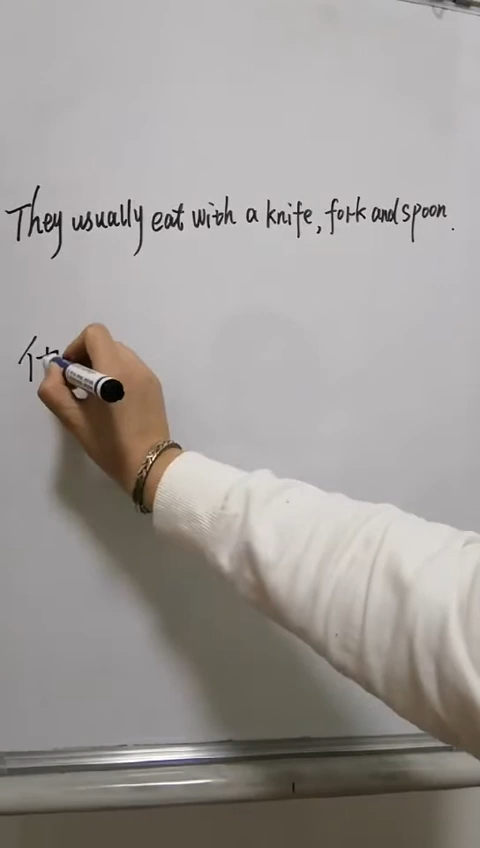 They usually eat with a knife, fork and spoon.